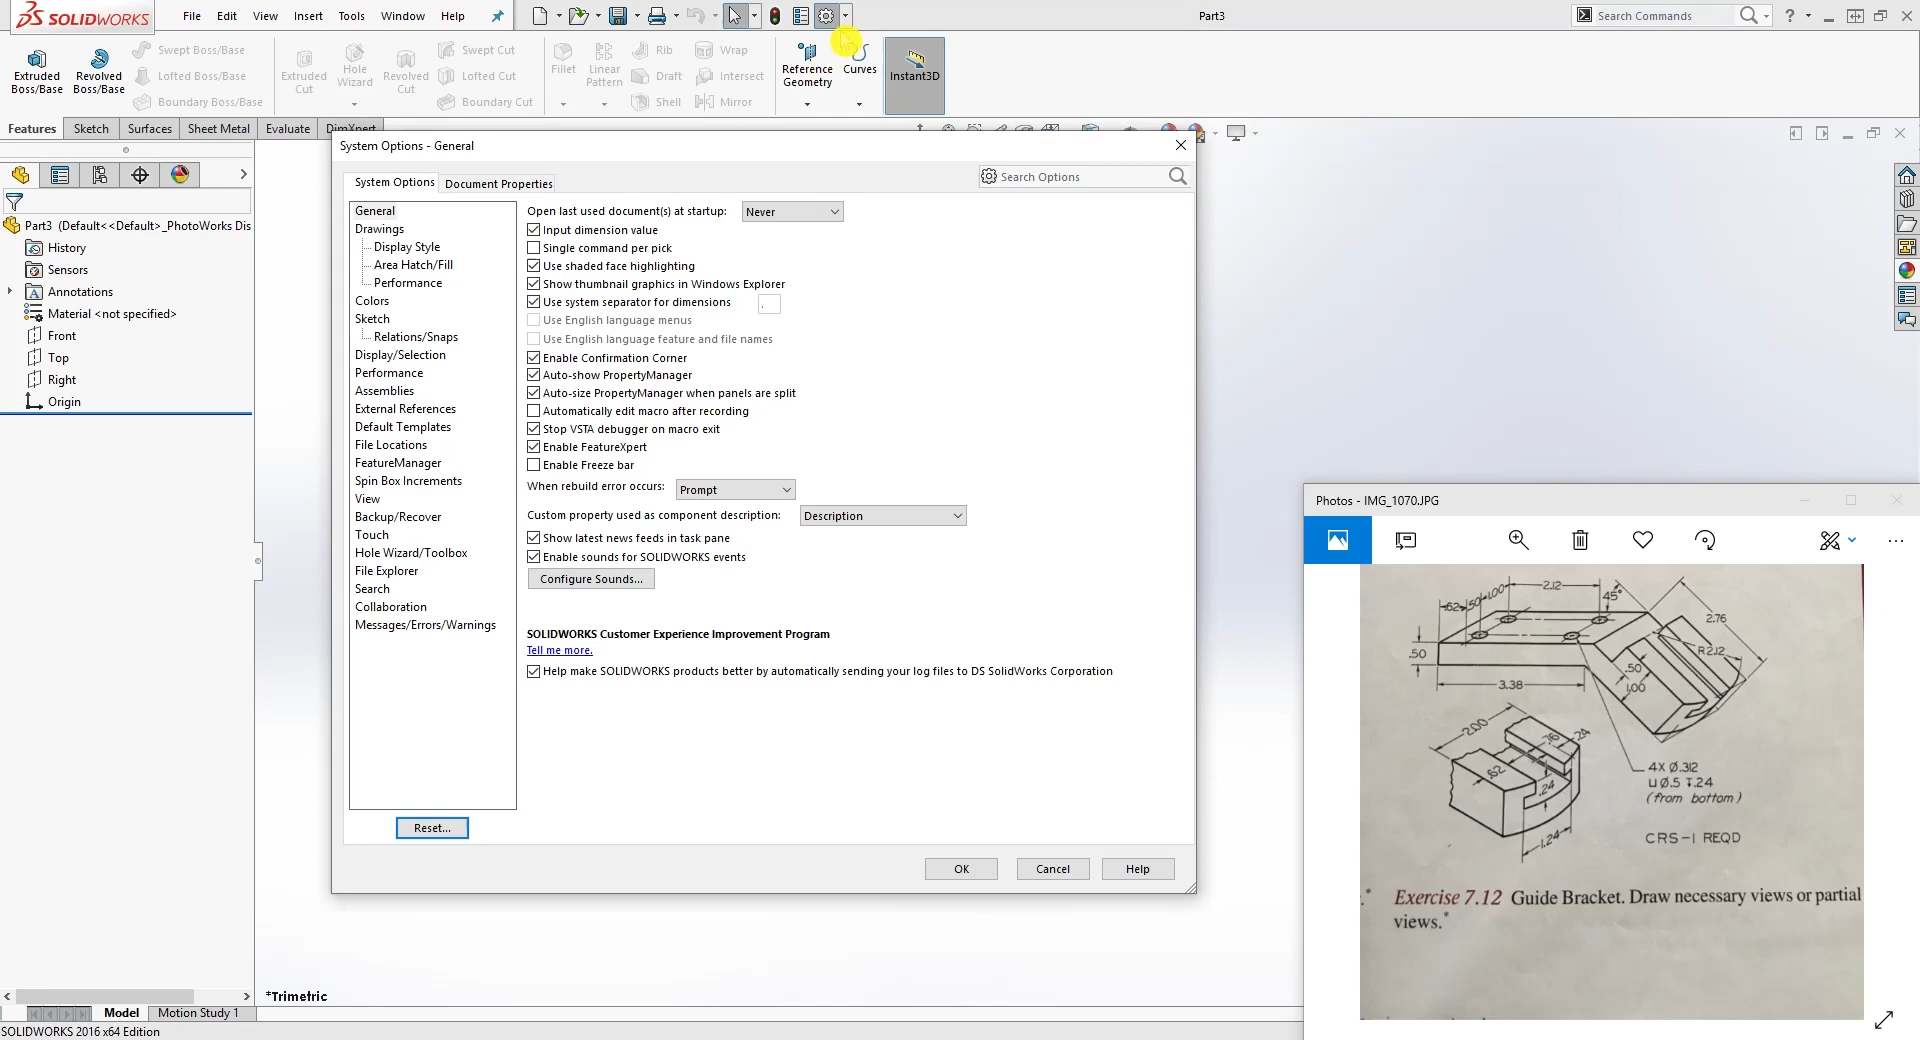 SOLIDWORKS
File Edit View Insert Tools Window Help
Part3
Search Commands
Extruded Boss/Base
Revolved Boss/Base
Swept Boss/Base
Lofted Boss/Base
Boundary Boss/Base
Extruded Cut
Hole Wizard
Revolved Cut
Swept Cut
Lofted Cut
Boundary Cut
Fillet
Linear Pattern
Rib
Draft
Shell
Wrap
Intersect
Mirror
Reference Geometry
Curves
Instant3D
Features Sketch Surfaces Sheet Metal Evaluate DimXpert
Part3 (Default<<Default>_PhotoWorks Dis
History
Sensors
Annotations
Material <not specified>
Front
Top
Right
Origin
System Options - General
System Options Document Properties
Search Options
General
Drawings
Display Style
Area Hatch/Fill
Performance
Colors
Sketch
Relations/Snaps
Display/Selection
Performance
Assemblies
External References
Default Templates
File Locations
FeatureManager
Spin Box Increments
View
Backup/Recover
Touch
Hole Wizard/Toolbox
File Explorer
Search
Collaboration
Messages/Errors/Warnings
Reset...
Open last used document(s) at startup: Never
Input dimension value
Single command per pick
Use shaded face highlighting
Show thumbnail graphics in Windows Explorer
Use system separator for dimensions .
Use English language menus
Use English language feature and file names
Enable Confirmation Corner
Auto-show PropertyManager
Auto-size PropertyManager when panels are split
Automatically edit macro after recording
Stop VSTA debugger on macro exit
Enable FeatureXpert
Enable Freeze bar
When rebuild error occurs: Prompt
Custom property used as component description: Description
Show latest news feeds in task pane
Enable sounds for SOLIDWORKS events
Configure Sounds...
SOLIDWORKS Customer Experience Improvement Program
Tell me more.
Help make SOLIDWORKS products better by automatically sending your log files to DS SolidWorks Corporation
OK Cancel Help
Photos - IMG_1070.JPG
.62 .50 1.00 2.12 45°
2.76
R2.12
.50
.50
1.00
3.38
2.00
.76 .24
.62
.24
1.24
4X Ø.312
⊔ Ø.5 ↧.24
(from bottom)
CRS-1 REQD
Exercise 7.12 Guide Bracket. Draw necessary views or partial
views.*
*Trimetric
Model Motion Study 1
SOLIDWORKS 2016 x64 Edition